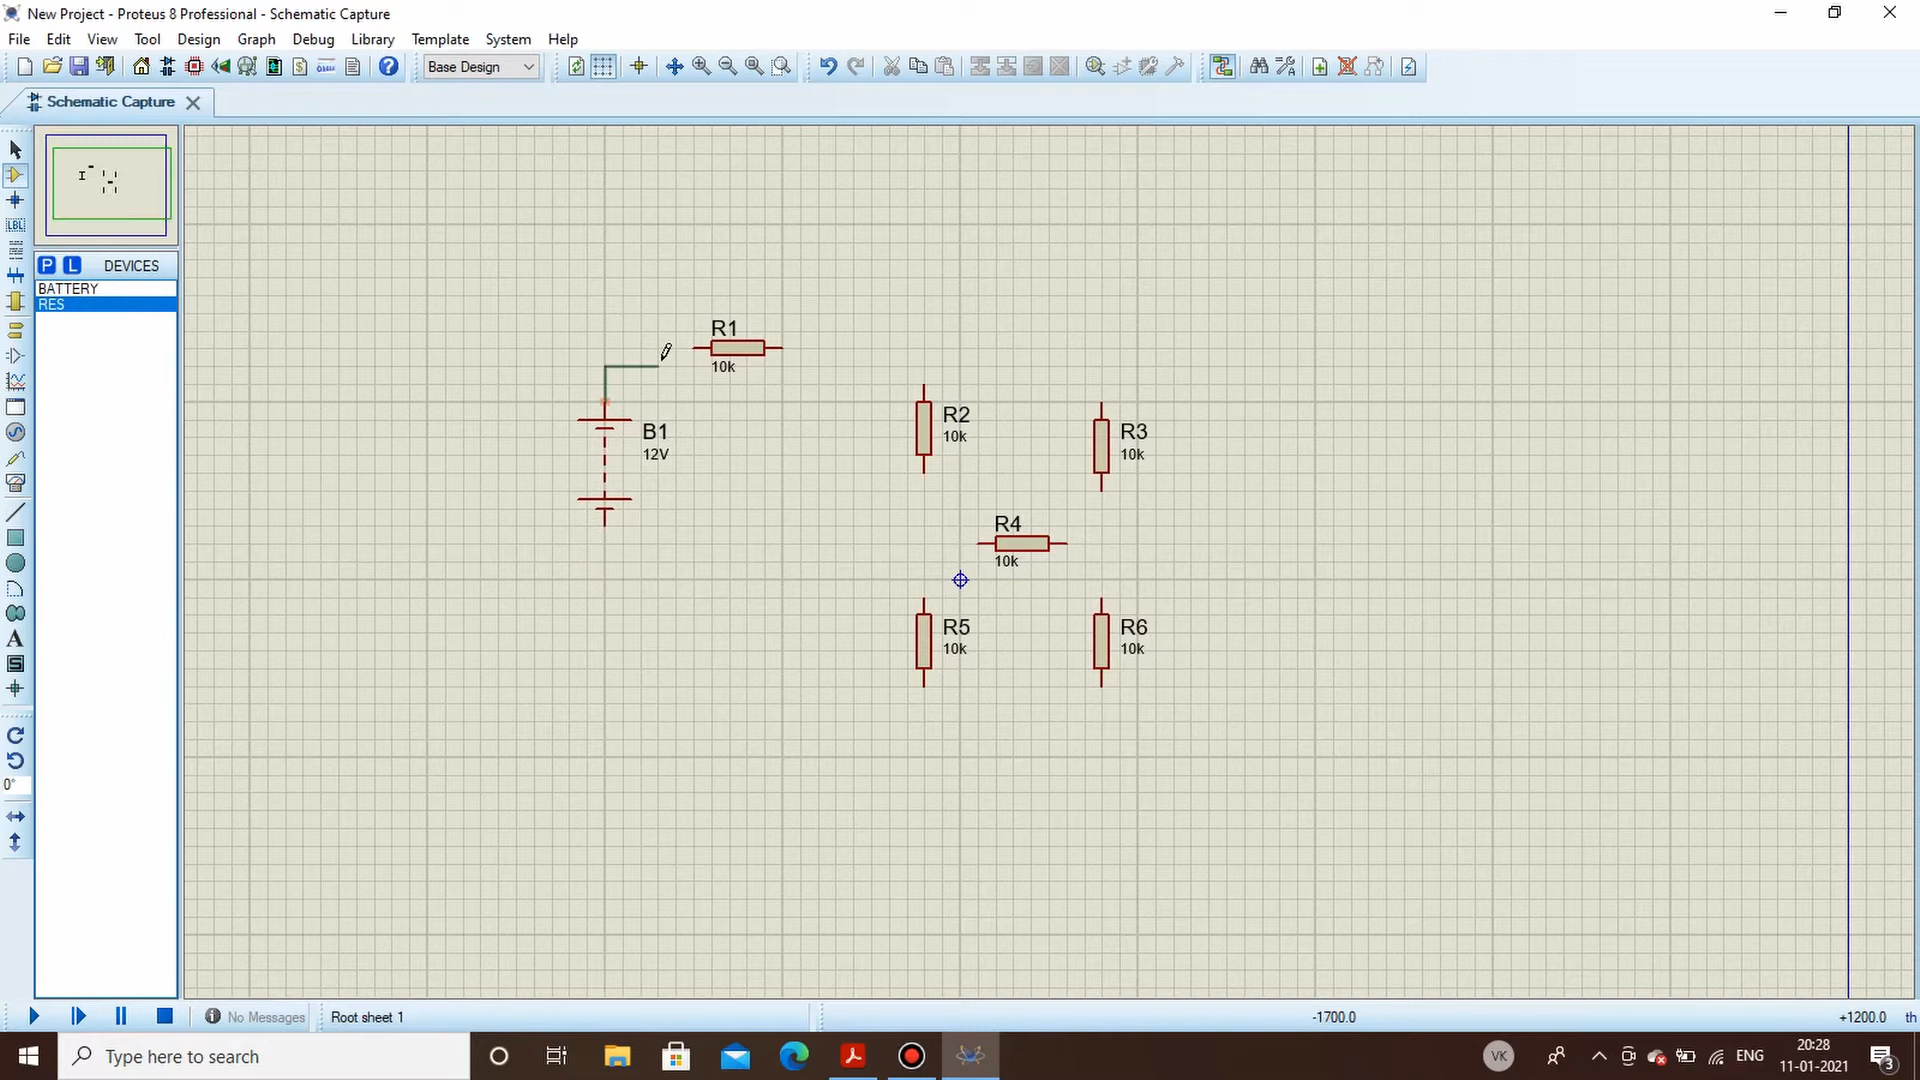 New Project - Proteus 8 Professional - Schematic Capture
File Edit View Tool Design Graph Debug Library Template System Help
Base Design
Schematic Capture
LBL
P L DEVICES
BATTERY
RES
R1
10k
B1
12V
R2
10k
R3
10k
R4
10k
R5
10k
R6
10k
A
S
0°
No Messages Root sheet 1 -1700.0 +1200.0 th
Type here to search
VK
ENG
20:28
11-01-2021
3